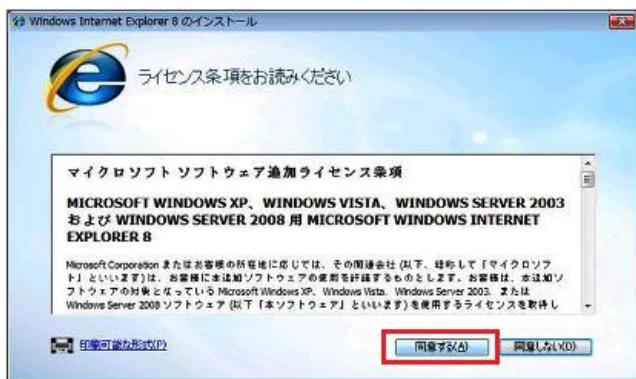 Windows Internet Explorer 8 のインストール
ライセンス条項をお読みください
マイクロソフト ソフトウェア追加ライセンス条項
MICROSOFT WINDOWS XP、WINDOWS VISTA、WINDOWS SERVER 2003
および WINDOWS SERVER 2008 用 MICROSOFT WINDOWS INTERNET
EXPLORER 8
Microsoft Corporation またはお客様の所在地に応じては、その関連会社 (以下、総称して「マイクロソフ
ト」といいます) は、お客様に本追加ソフトウェアの使用を許諾するものとします。お客様は、本追加ソ
フトウェアの対象となっている Microsoft Windows XP、Windows Vista、Windows Server 2003、または
Windows Server 2008 ソフトウェア (以下「本ソフトウェア」といいます) を使用するライセンスを取得し
印刷可能な形式(P)
同意する(A)
同意しない(O)